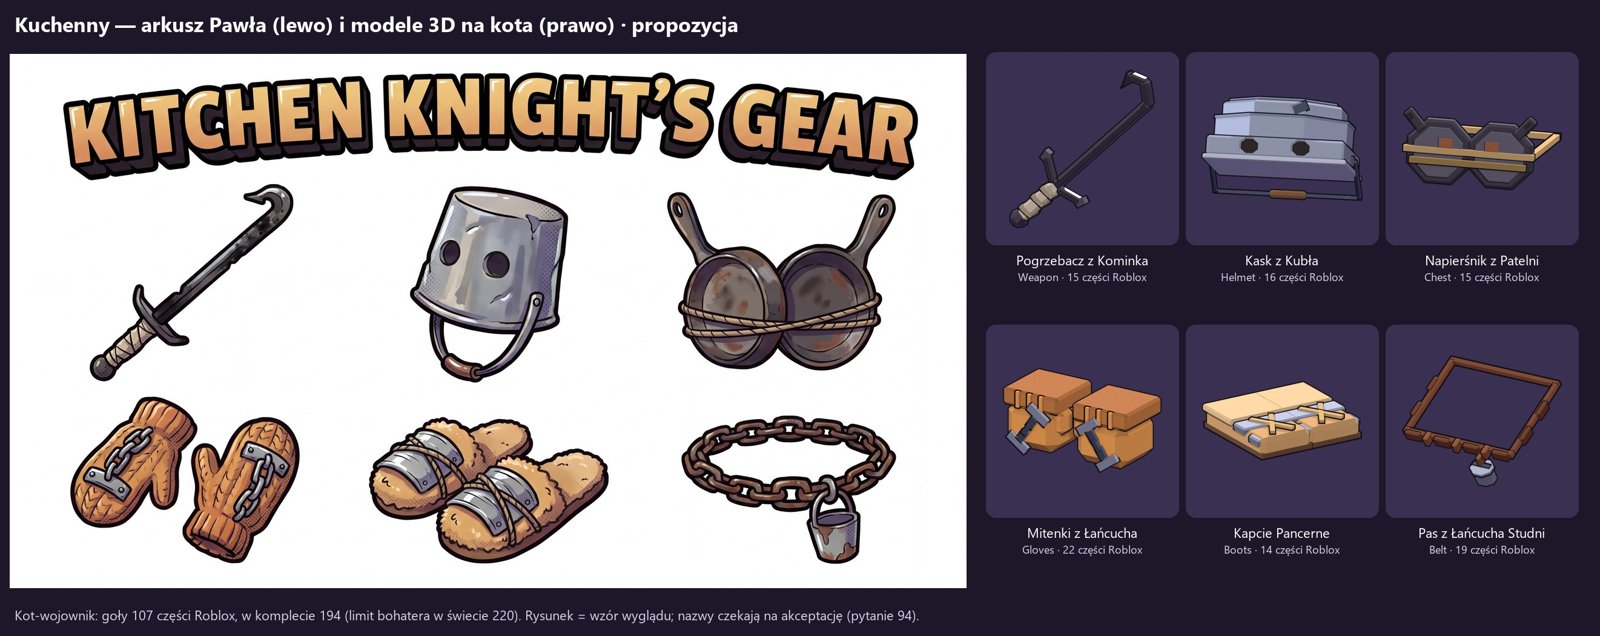 Kuchenny — arkusz Pawła (lewo) i modele 3D na kota (prawo) · propozycja
KITCHEN KNIGHT'S GEAR
Pogrzebacz z Kominka
Weapon · 15 części Roblox
Kask z Kubła
Helmet · 16 części Roblox
Napierśnik z Patelni
Chest · 15 części Roblox
Mitenki z Łańcucha
Gloves · 22 części Roblox
Kapcie Pancerne
Boots · 14 części Roblox
Pas z Łańcucha Studni
Belt · 19 części Roblox
Kot-wojownik: goły 107 części Roblox, w komplecie 194 (limit bohatera w świecie 220). Rysunek = wzór wyglądu; nazwy czekają na akceptację (pytanie 94).